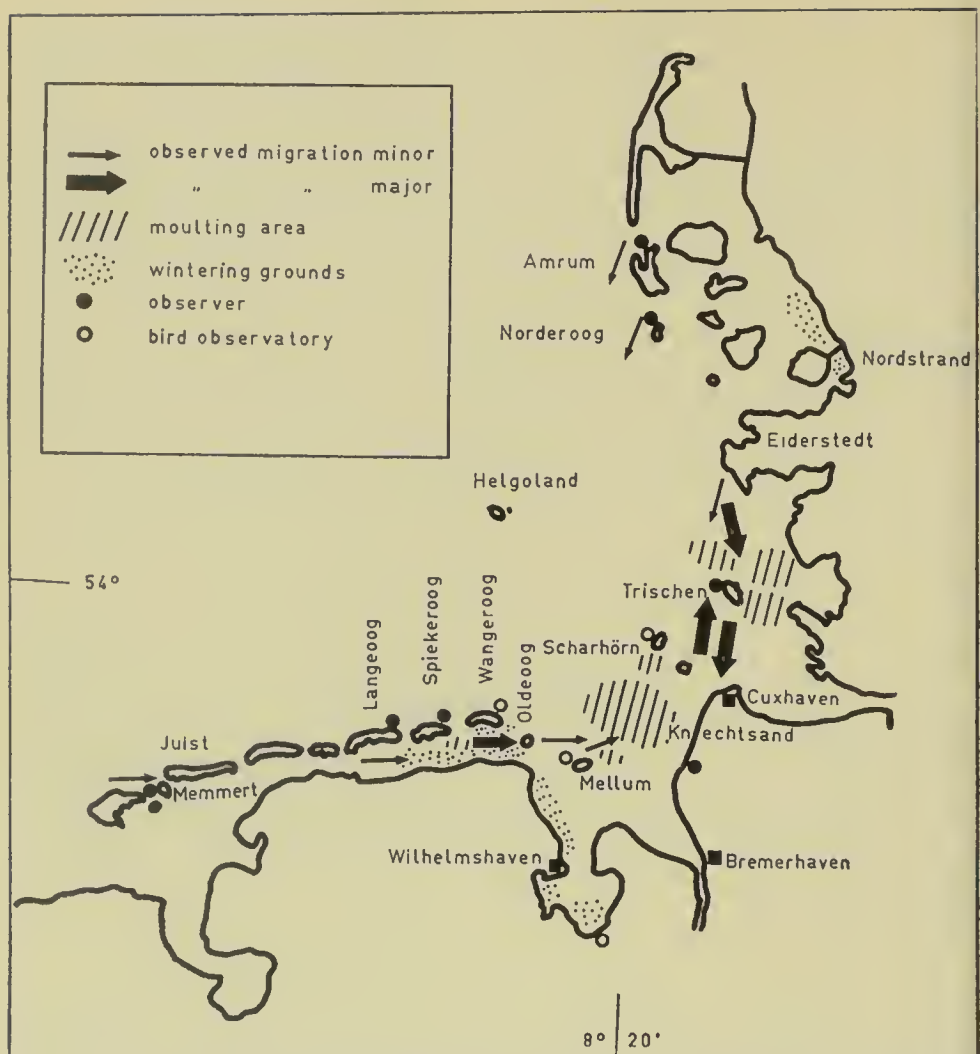 observed migration minor
„ „ major
moulting area
wintering grounds
observer
bird observatory
Amrum
Norderoog
Nordstrand
Eiderstedt
Helgoland
54°
Trischen
Langeoog
Spiekeroog
Wangeroog
Oldeoog
Scharhörn
Cuxhaven
Knechtsand
Juist
Memmert
Mellum
Wilhelmshaven
Bremerhaven
8° 20'